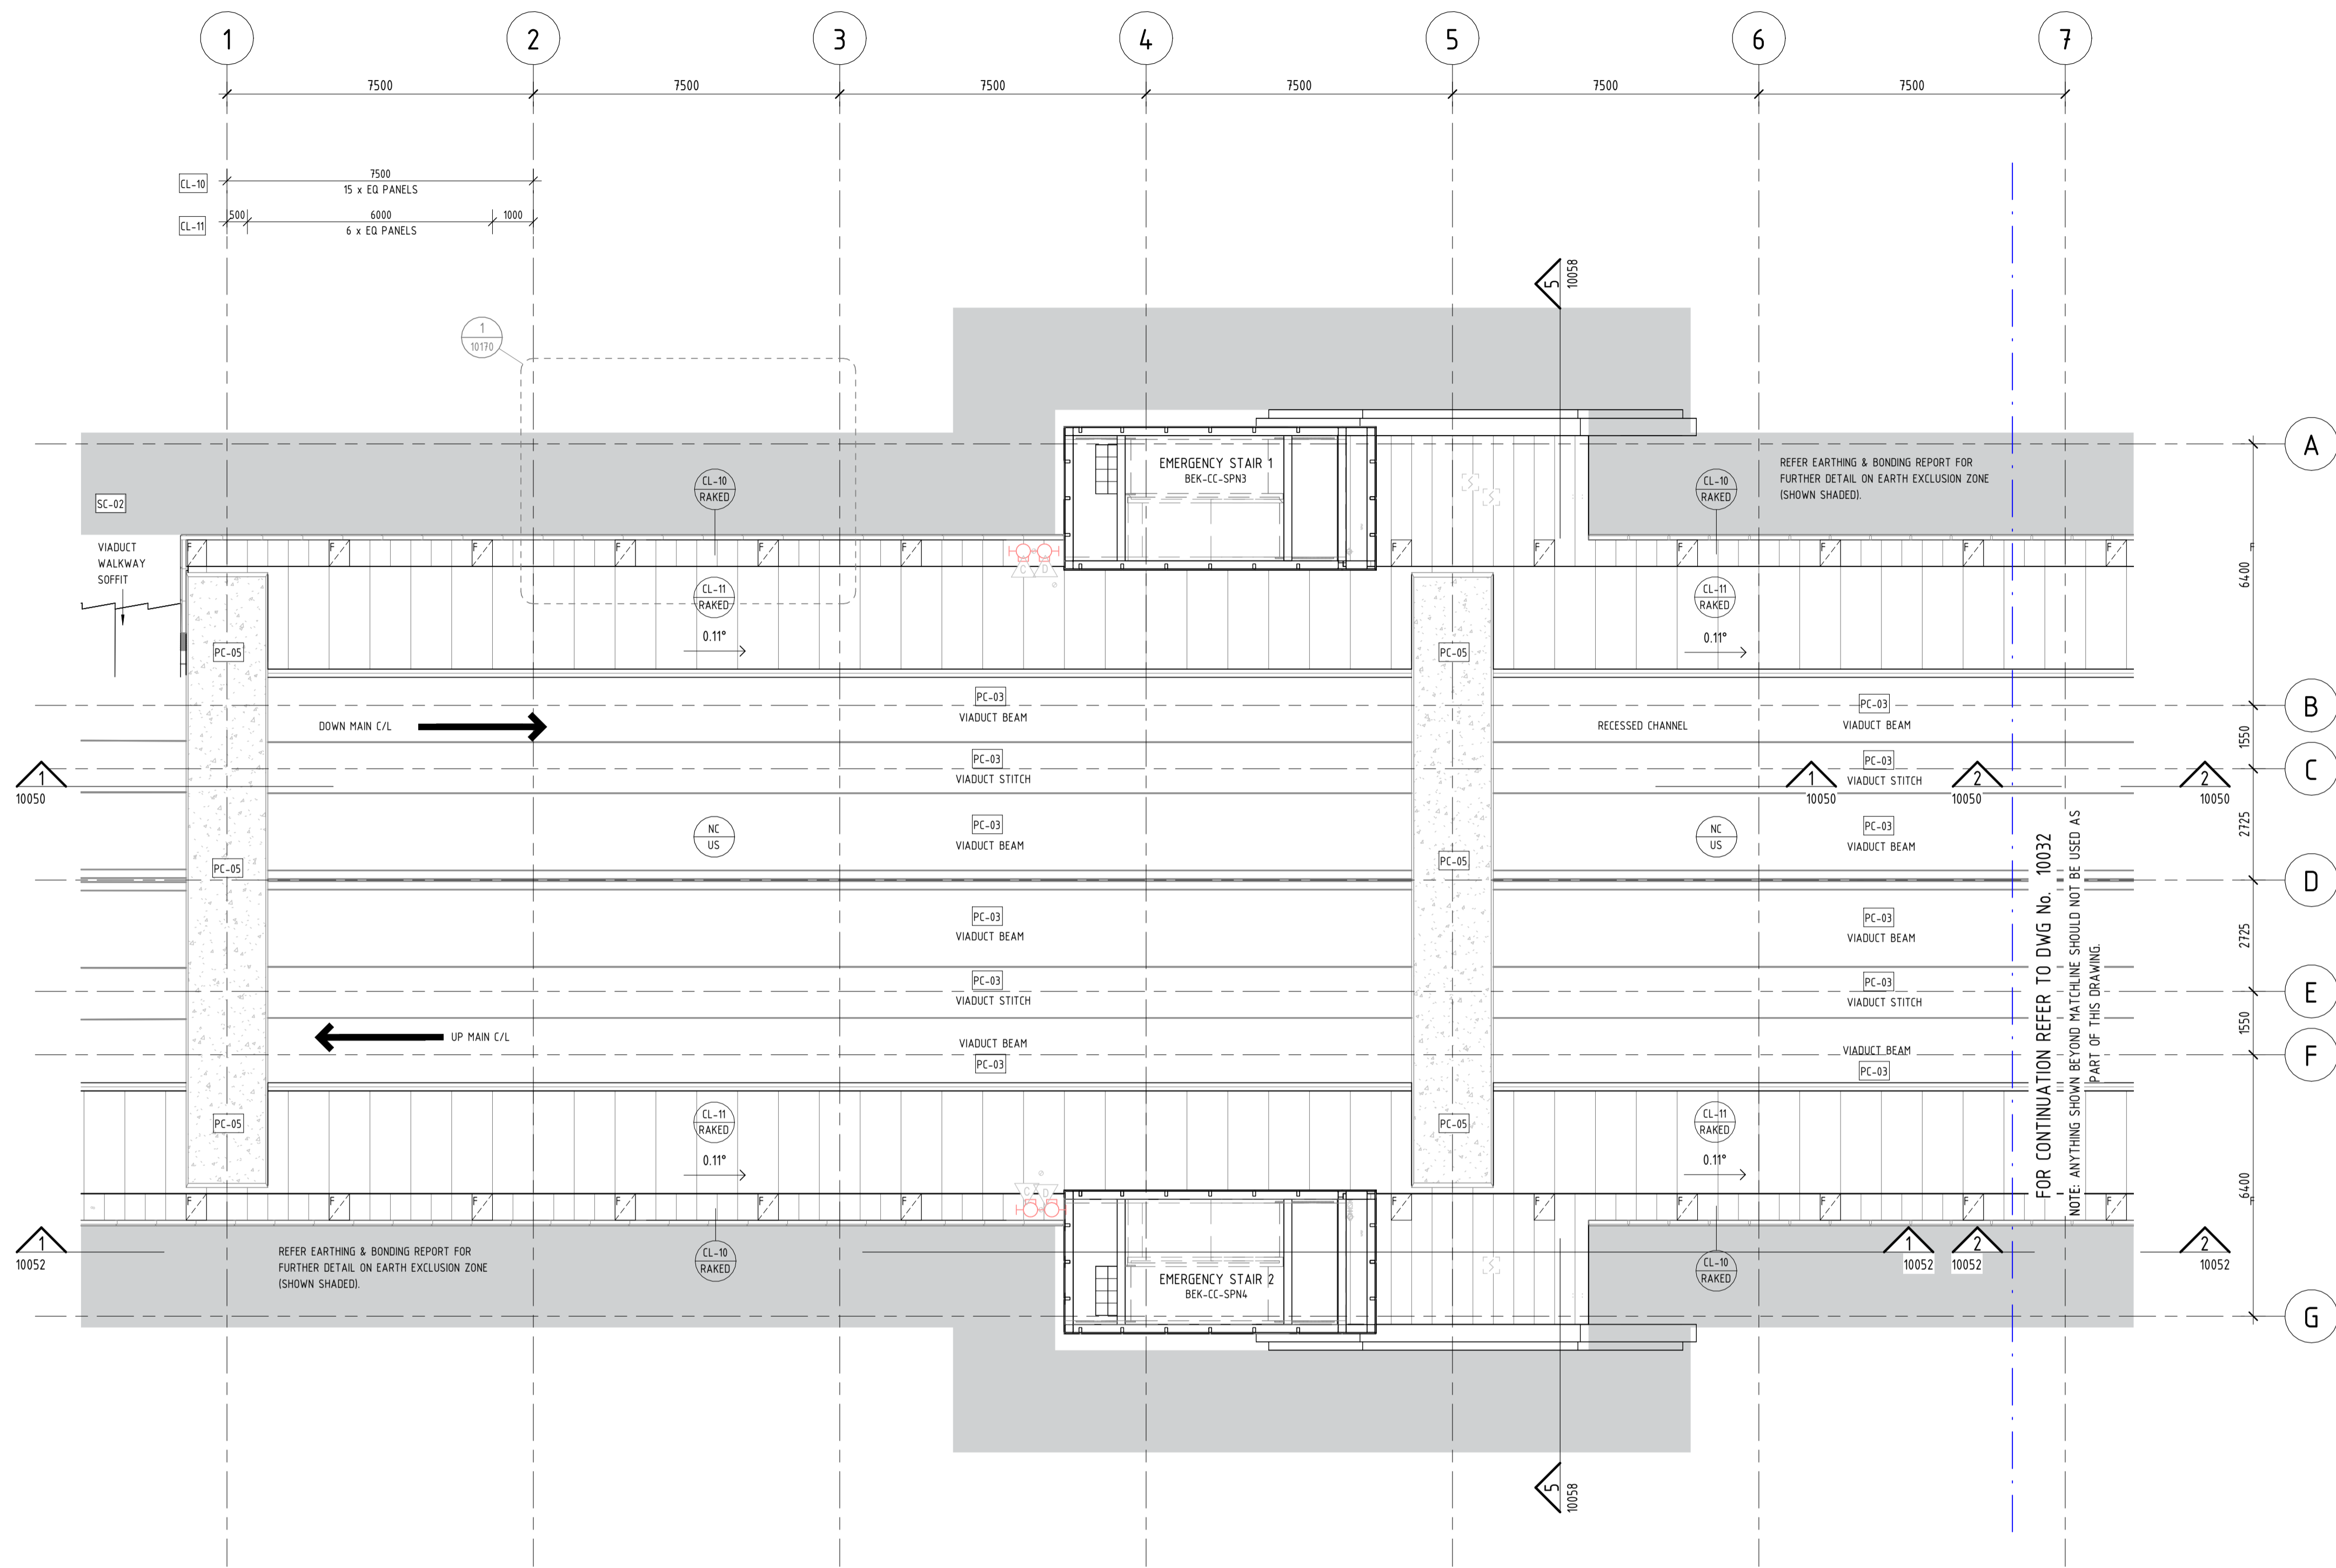 1
2
3
4
5
6
7
7500
7500
7500
7500
7500
7500
CL-10
7500
15 x EQ PANELS
CL-11
500
6000
1000
6 x EQ PANELS
5
10058
1
10170
A
EMERGENCY STAIR 1
BEK-CC-SPN3
REFER EARTHING & BONDING REPORT FOR
FURTHER DETAIL ON EARTH EXCLUSION ZONE
(SHOWN SHADED).
CL-10
RAKED
CL-10
RAKED
SC-02
VIADUCT
WALKWAY
SOFFIT
F
F
F
F
F
F
F
F
F
F
F
F
F
C
D
6400
CL-11
RAKED
CL-11
RAKED
0.11°
0.11°
PC-05
PC-05
PC-03
VIADUCT BEAM
PC-03
VIADUCT BEAM
B
DOWN MAIN C/L
RECESSED CHANNEL
1550
PC-03
VIADUCT STITCH
PC-03
VIADUCT STITCH
C
1
10050
1
10050
2
10050
2
10050
NC
US
PC-03
VIADUCT BEAM
NC
US
PC-03
VIADUCT BEAM
2725
PC-05
PC-05
D
PC-03
VIADUCT BEAM
PC-03
VIADUCT BEAM
2725
PC-03
VIADUCT STITCH
PC-03
VIADUCT STITCH
E
UP MAIN C/L
1550
VIADUCT BEAM
PC-03
VIADUCT BEAM
PC-03
F
FOR CONTINUATION REFER TO DWG No. 10032
NOTE: ANYTHING SHOWN BEYOND MATCHLINE SHOULD NOT BE USED AS
PART OF THIS DRAWING.
PC-05
PC-05
CL-11
RAKED
CL-11
RAKED
0.11°
0.11°
6400
C
D
F
F
F
F
F
F
F
F
F
F
F
F
F
1
10052
REFER EARTHING & BONDING REPORT FOR
FURTHER DETAIL ON EARTH EXCLUSION ZONE
(SHOWN SHADED).
CL-10
RAKED
CL-10
RAKED
EMERGENCY STAIR 2
BEK-CC-SPN4
1
10052
2
10052
2
10052
G
5
10058